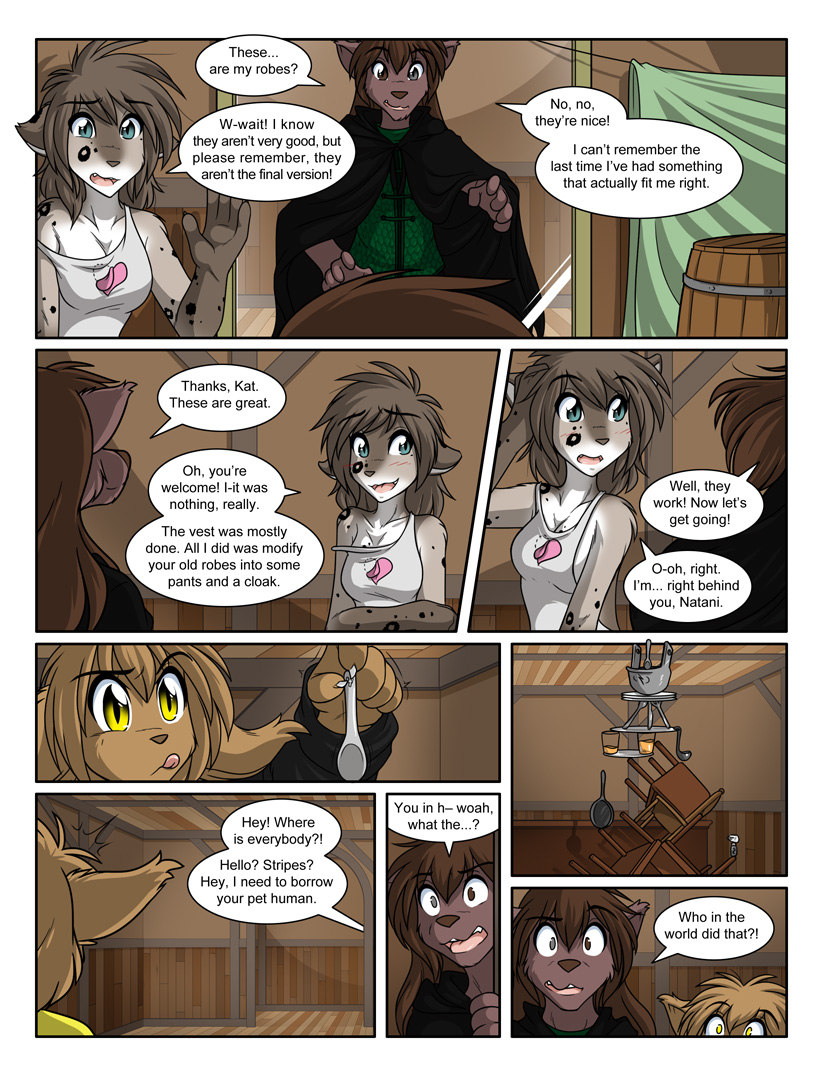 These...
are my robes?
W-wait! I know
they aren't very good, but
please remember, they
aren't the final version!
No, no,
they're nice!
I can't remember the
last time I've had something
that actually fit me right.
Thanks, Kat.
These are great.
Oh, you're
welcome! I-it was
nothing, really.
The vest was mostly
done. All I did was modify
your old robes into some
pants and a cloak.
Well, they
work! Now let's
get going!
O-oh, right.
I'm... right behind
you, Natani.
Hey! Where
is everybody?!
Hello? Stripes?
Hey, I need to borrow
your pet human.
You in h– woah,
what the...?
Who in the
world did that?!